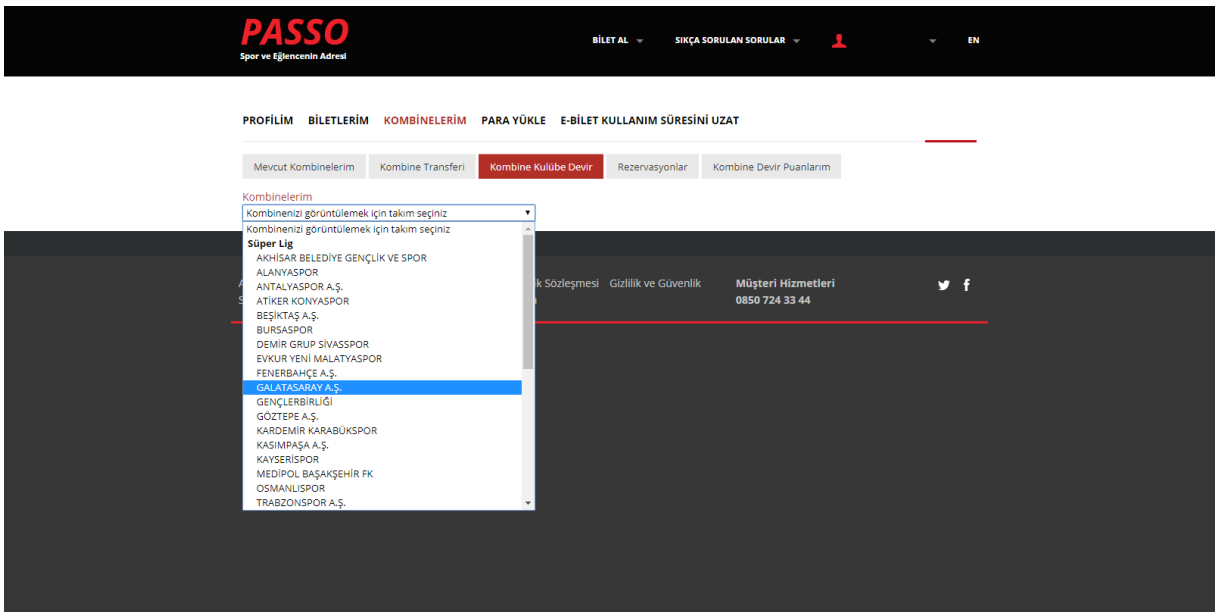 PASSO
Spor ve Eğlencenin Adresi
BİLET AL
SIKÇA SORULAN SORULAR
EN
PROFİLİM BİLETLERİM KOMBİNELERİM PARA YÜKLE E-BİLET KULLANIM SÜRESİNİ UZAT
Mevcut Kombinelerim Kombine Transferi Kombine Kulübe Devir Rezervasyonlar Kombine Devir Puanlarım
Kombinelerim
Kombinenizi görüntülemek için takım seçiniz
Kombinenizi görüntülemek için takım seçiniz
Süper Lig
AKHİSAR BELEDİYE GENÇLİK VE SPOR
ALANYASPOR
ANTALYASPOR A.Ş.
ATİKER KONYASPOR
BEŞİKTAŞ A.Ş.
BURSASPOR
DEMİR GRUP SİVASSPOR
EVKUR YENİ MALATYASPOR
FENERBAHÇE A.Ş.
GALATASARAY A.Ş.
GENÇLERBİRLİĞİ
GÖZTEPE A.Ş.
KARDEMİR KARABÜKSPOR
KASIMPAŞA A.Ş.
KAYSERİSPOR
MEDİPOL BAŞAKŞEHİR FK
OSMANLISPOR
TRABZONSPOR A.Ş.
Sözleşmesi Gizlilik ve Güvenlik
Müşteri Hizmetleri
0850 724 33 44